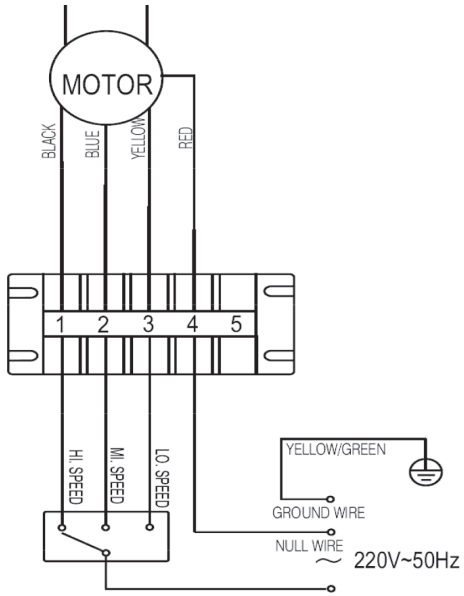 MOTOR
BLACK
BLUE
YELLOW
RED
1 2 3 4 5
HI. SPEED
MI. SPEED
LO. SPEED
YELLOW/GREEN
GROUND WIRE
NULL WIRE
~ 220V~50Hz